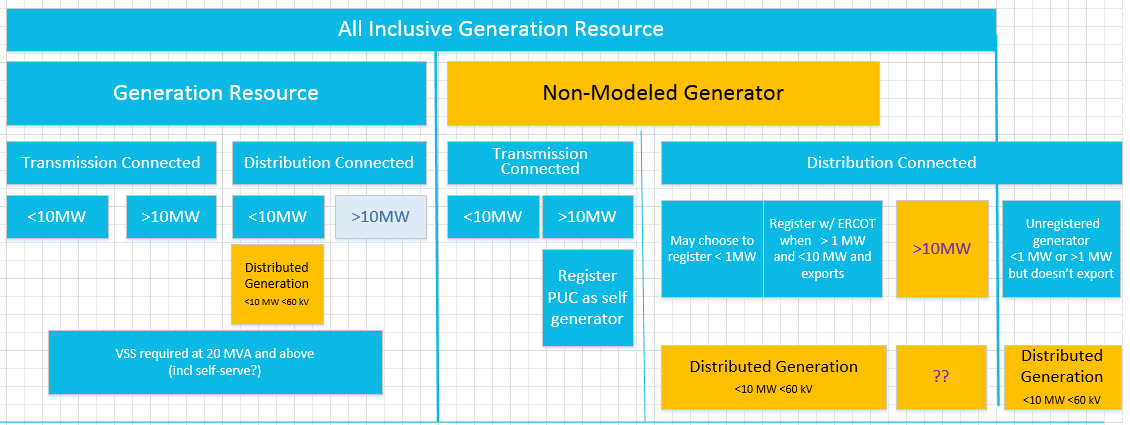 All Inclusive Generation Resource
Generation Resource
Non-Modeled Generator
Transmission Connected
Distribution Connected
Transmission
Connected
Distribution Connected
<10MW
>10MW
<10MW
>10MW
<10MW
>10MW
May choose to
register < 1MW
Register w/ ERCOT
when > 1 MW
and <10 MW and
exports
>10MW
Unregistered
generator
<1 MW or >1 MW
but doesn't export
Distributed
Generation
<10 MW <60 kV
Register
PUC as self
generator
VSS required at 20 MVA and above
(incl self-serve?)
Distributed Generation
<10 MW <60 kV
??
Distributed
Generation
<10 MW <60 kV